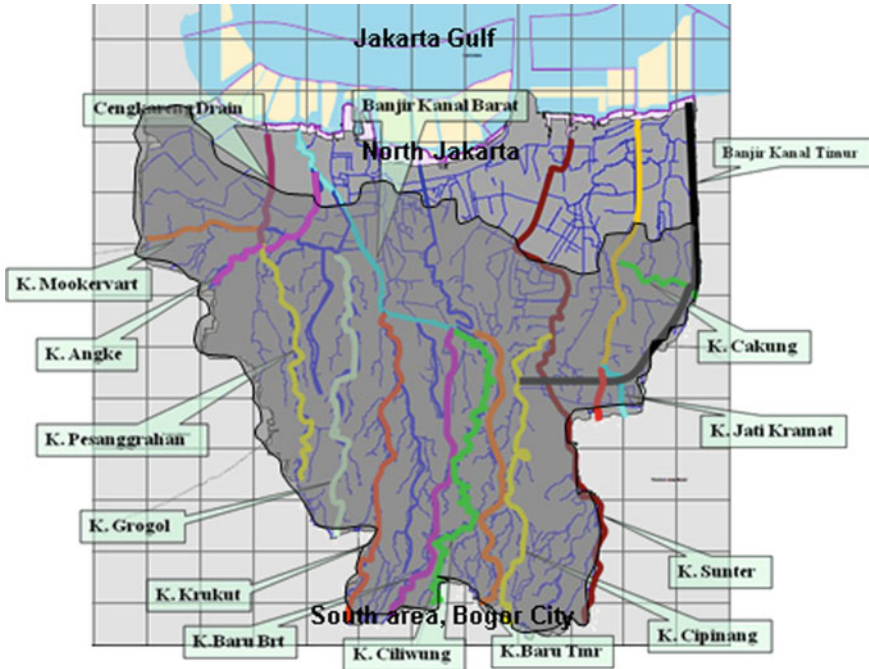 Jakarta Gulf
Cengkareng Drain
Banjir Kanal Barat
North Jakarta
Banjir Kanal Timur
K. Mookervart
K. Angke
K. Cakung
K. Pesanggrahan
K. Jati Kramat
K. Grogol
K. Sunter
K. Krukut
South area, Bogor City
K.Baru Brt
K. Ciliwung
K.Baru Tmr
K. Cipinang